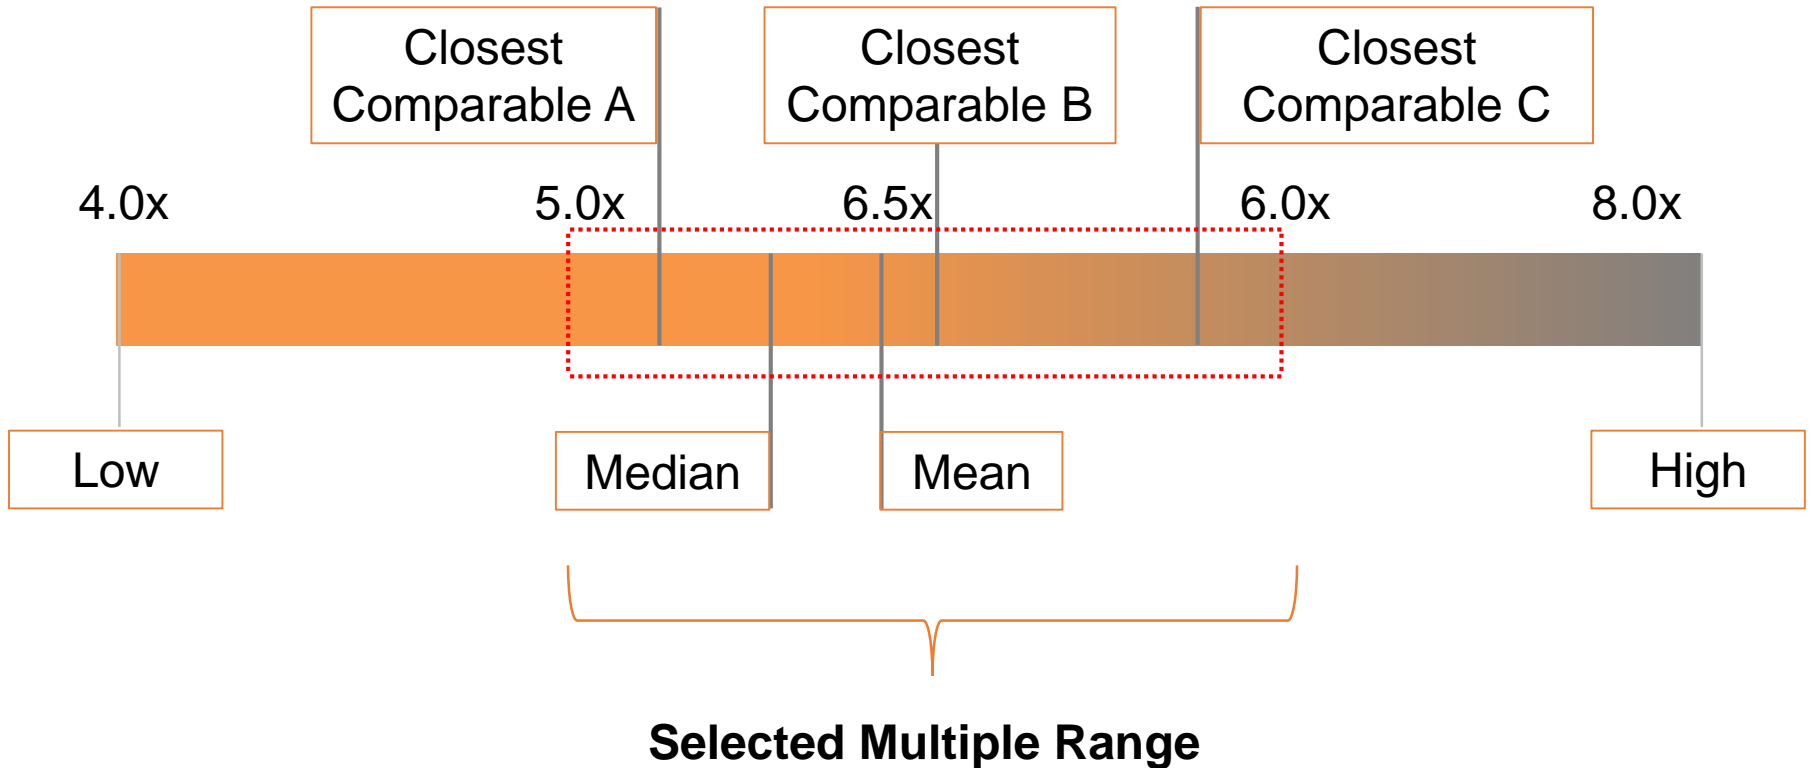 Closest
Comparable A
Closest
Comparable B
Closest
Comparable C
4.0x
5.0x
6.5x
6.0x
8.0x
Low
Median
Mean
High
Selected Multiple Range